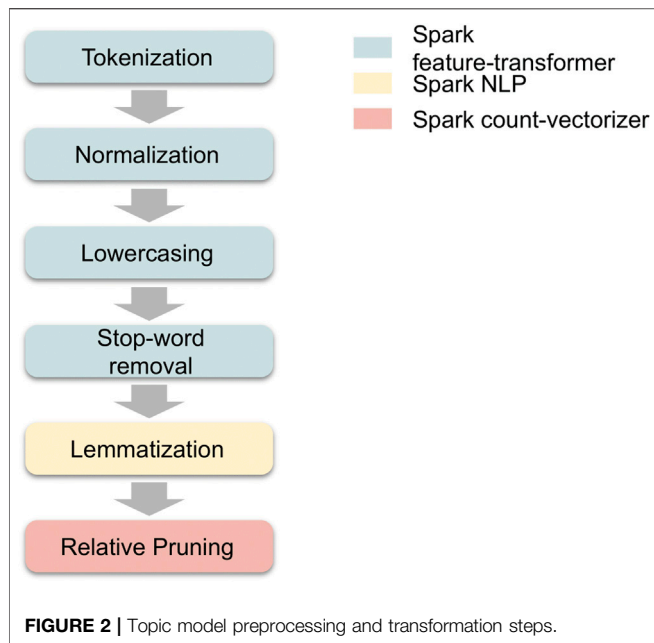 Tokenization
Normalization
Lowercasing
Stop-word
removal
Lemmatization
Relative Pruning
Spark
feature-transformer
Spark NLP
Spark count-vectorizer
FIGURE 2 | Topic model preprocessing and transformation steps.